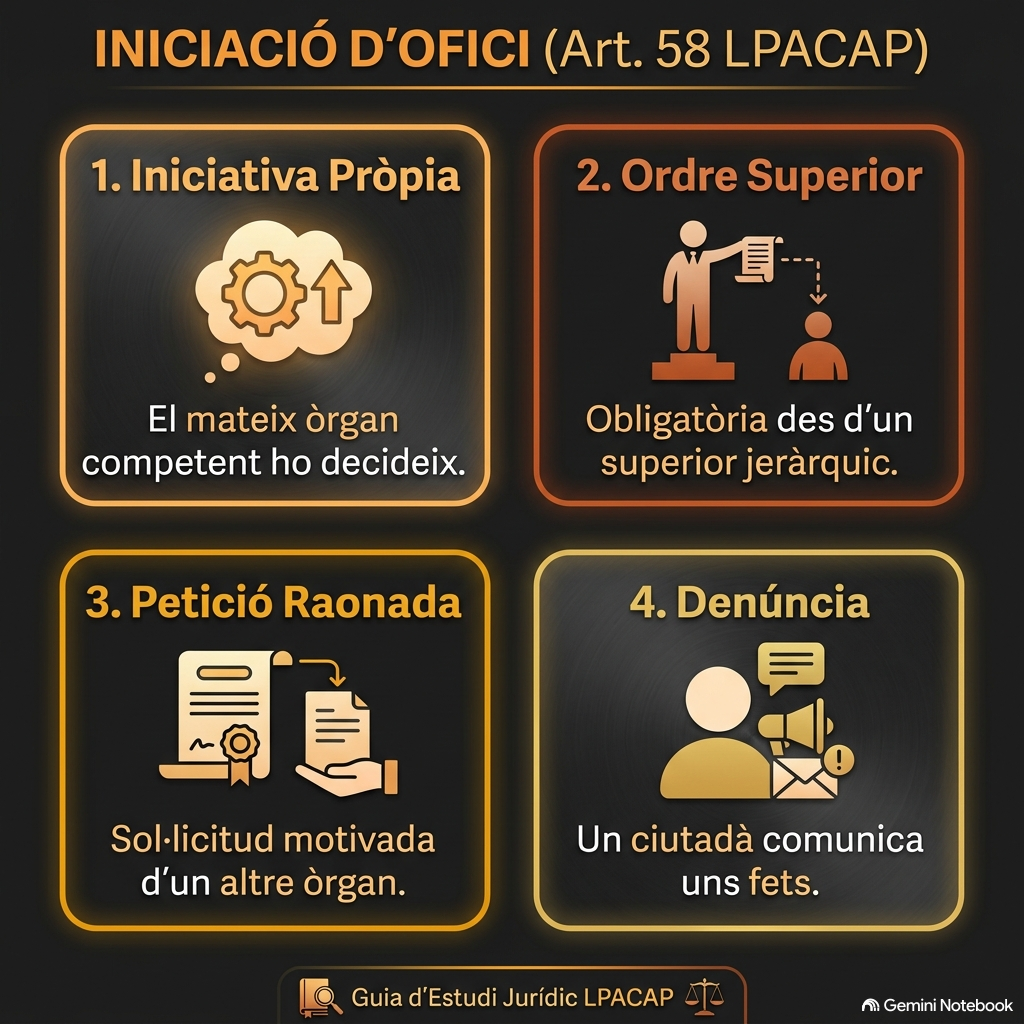 INICIACIÓ D'OFICI (Art. 58 LPACAP)
1. Iniciativa Pròpia
El mateix òrgan
competent ho decideix.
2. Ordre Superior
Obligatòria des d'un
superior jeràrquic.
3. Petició Raonada
Sol·licitud motivada
d'un altre òrgan.
4. Denúncia
Un ciutadà comunica
uns fets.
Guia d'Estudi Jurídic LPACAP
Gemini Notebook